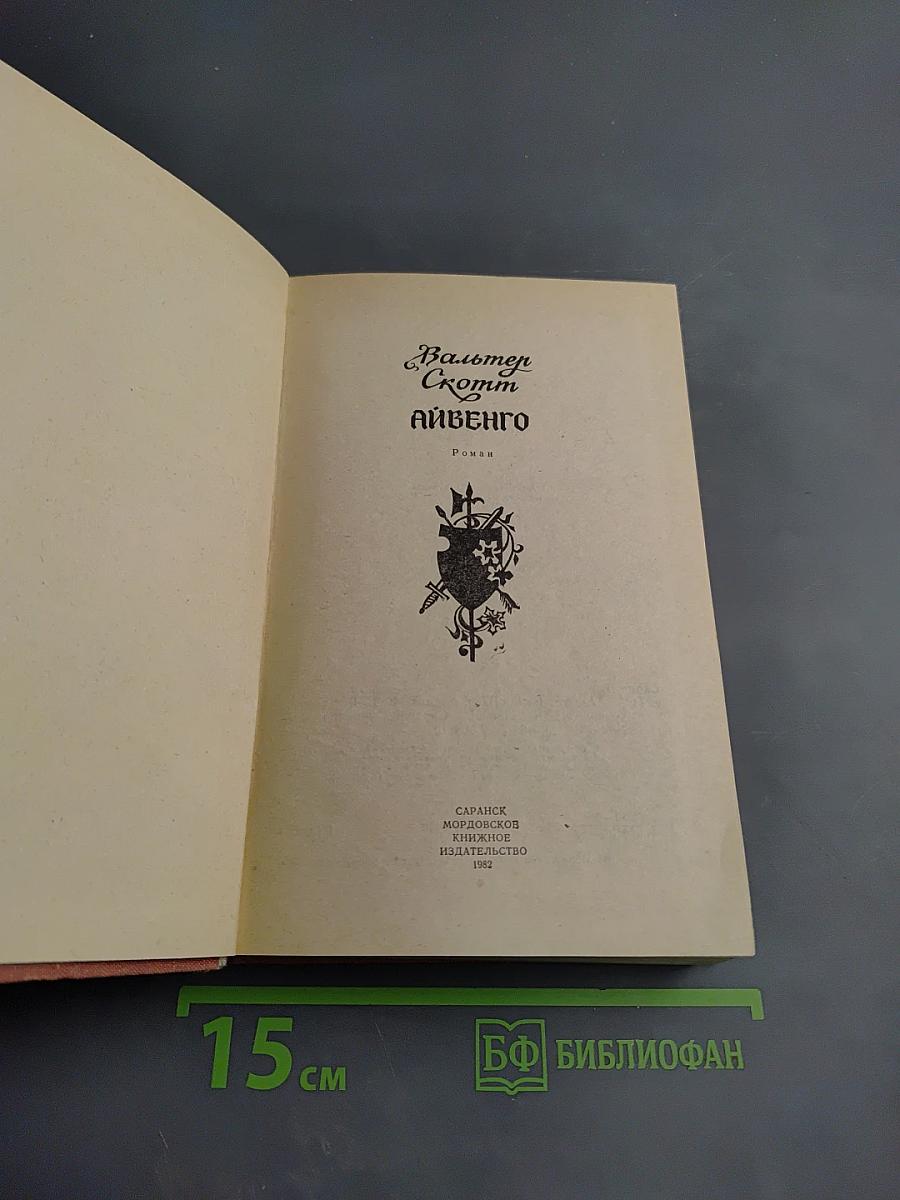 Вальтер
Скотт
АЙВЕНГО
Роман
САРАНСК
МОРДОВСКОЕ
КНИЖНОЕ
ИЗДАТЕЛЬСТВО
1982
15 см
БФ БИБЛИОФАН